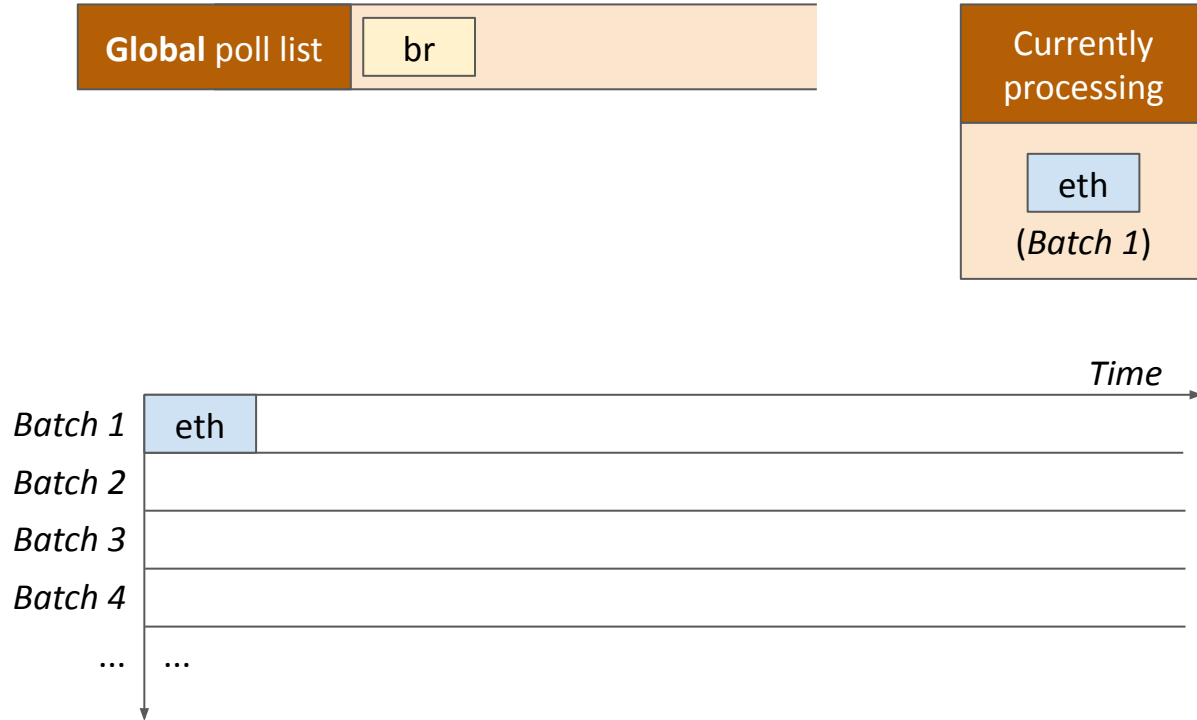 Global poll list
br
Currently
processing
eth
(Batch 1)
Time
Batch 1
eth
Batch 2
Batch 3
Batch 4
...
...